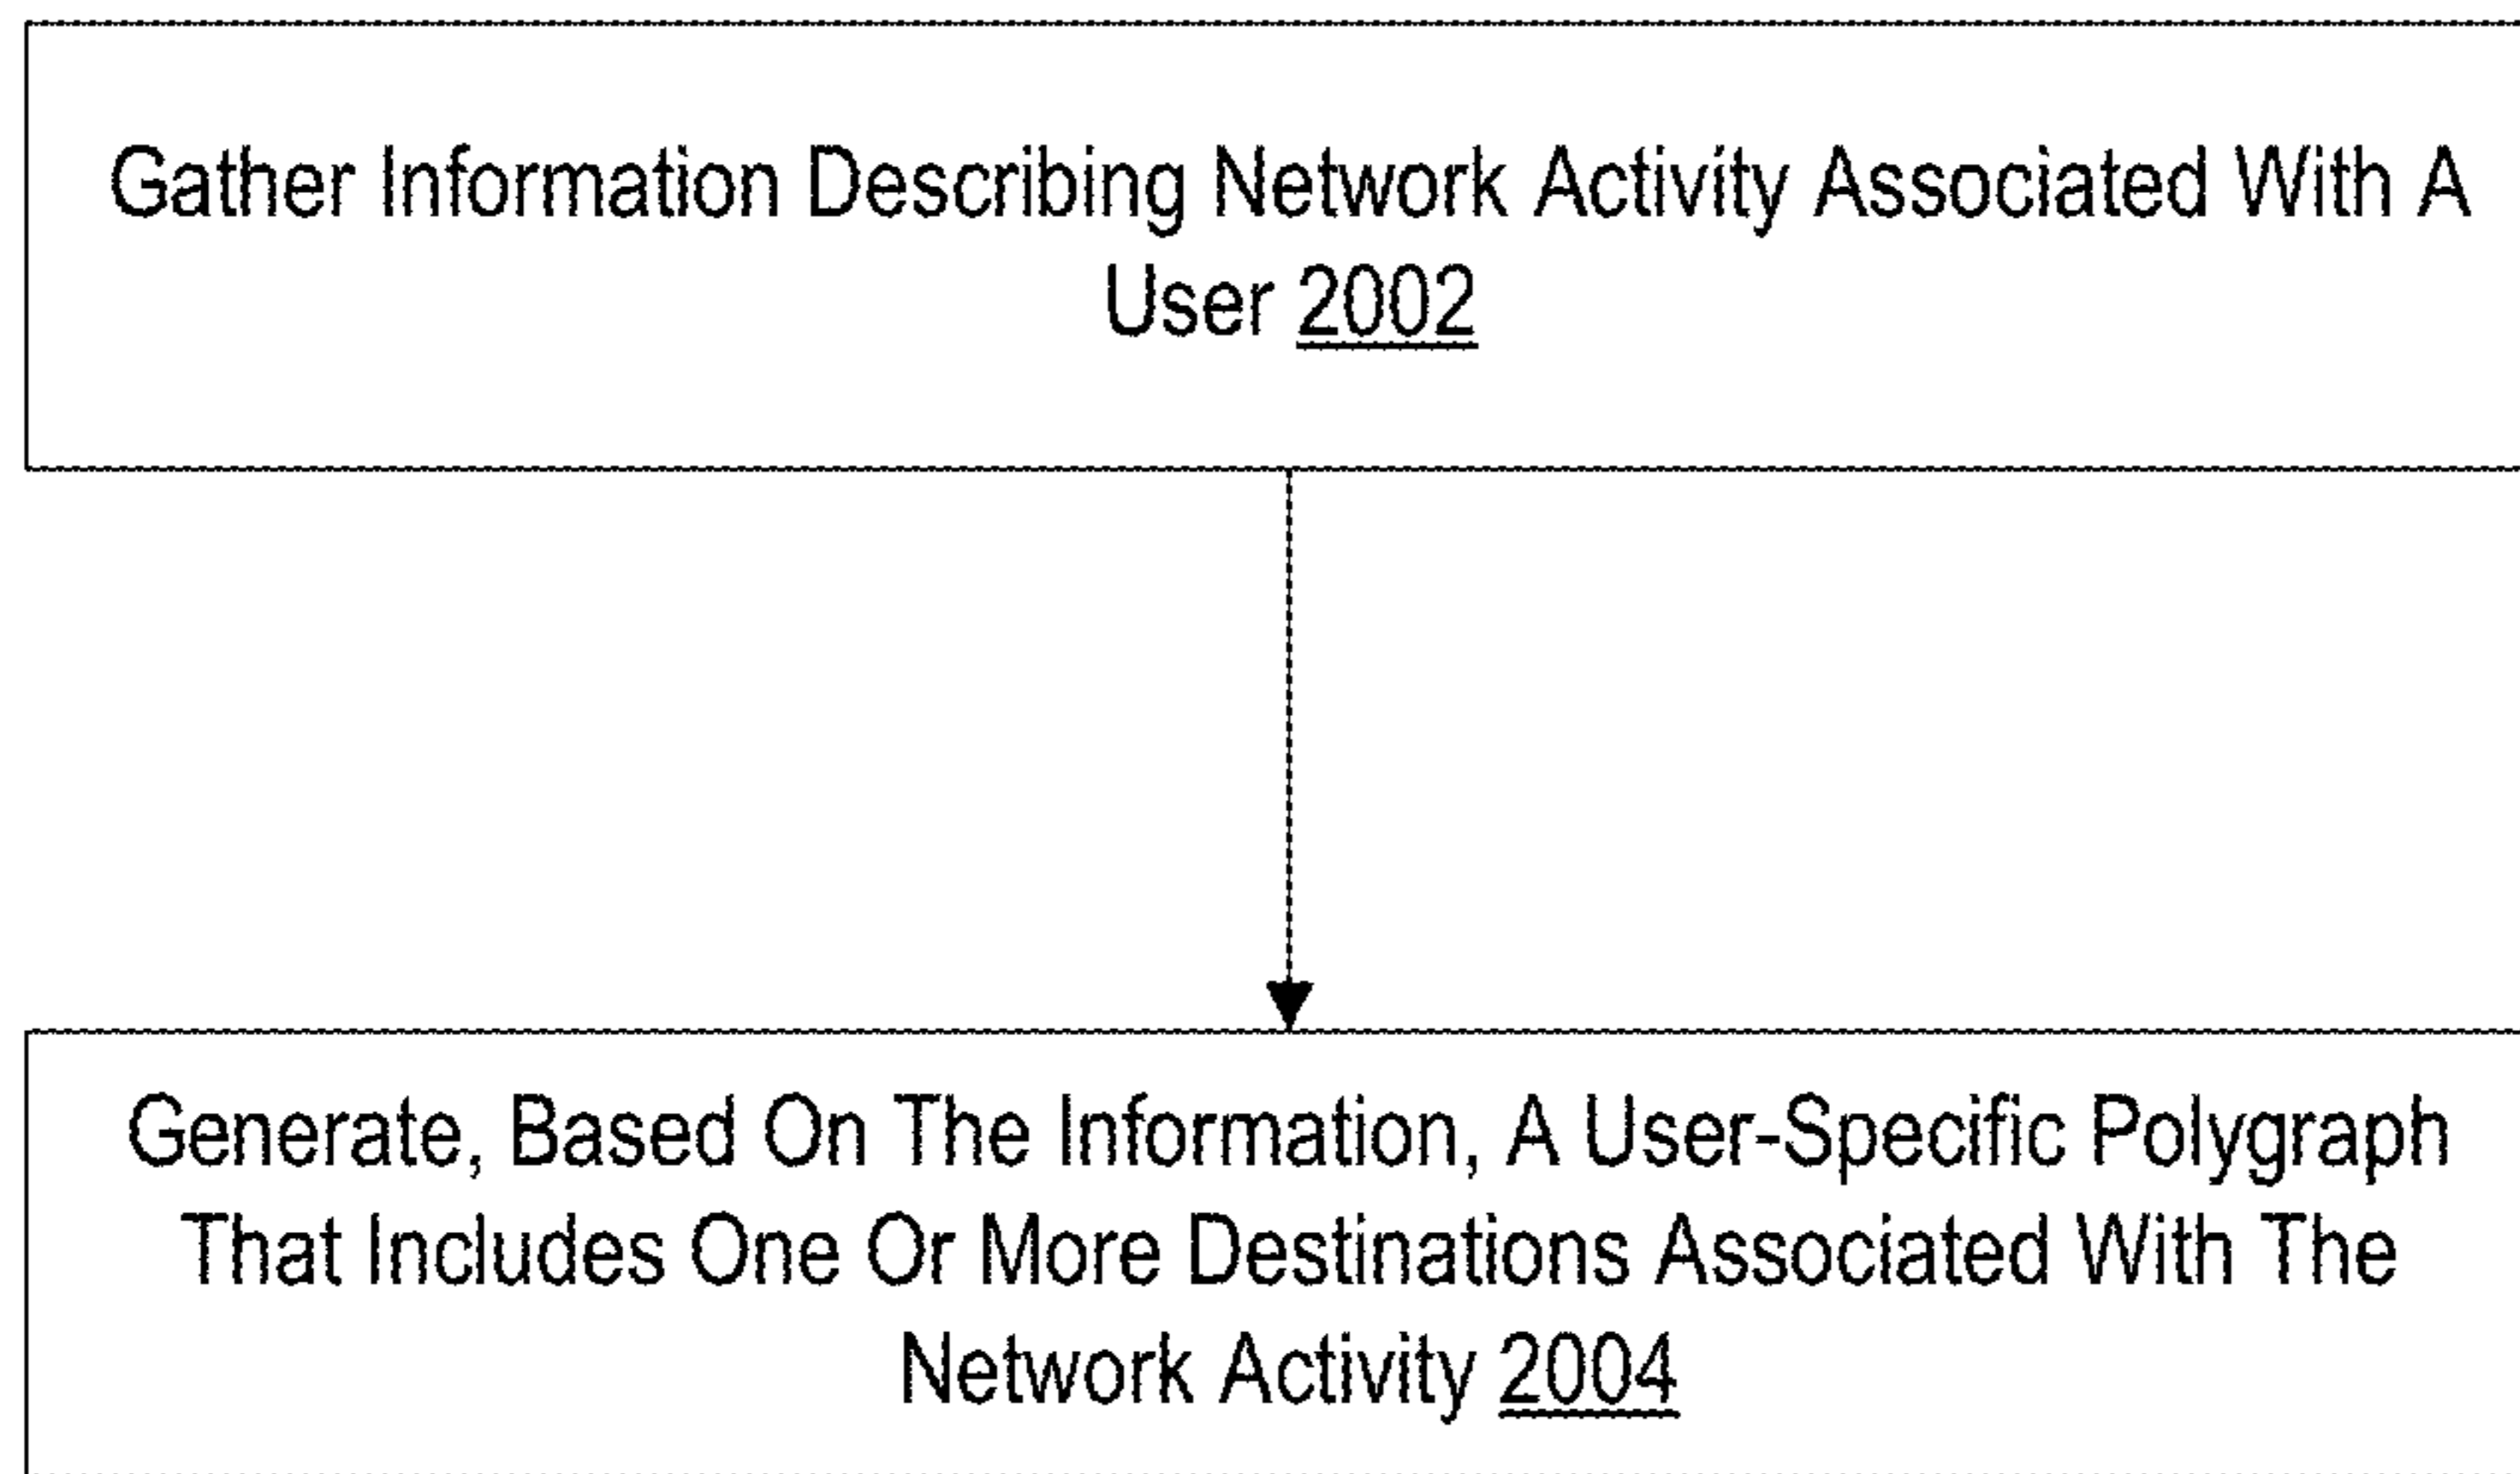 Gather Information Describing Network Activity Associated With A
User 2002
Generate, Based On The Information, A User-Specific Polygraph
That Includes One Or More Destinations Associated With The
Network Activity 2004